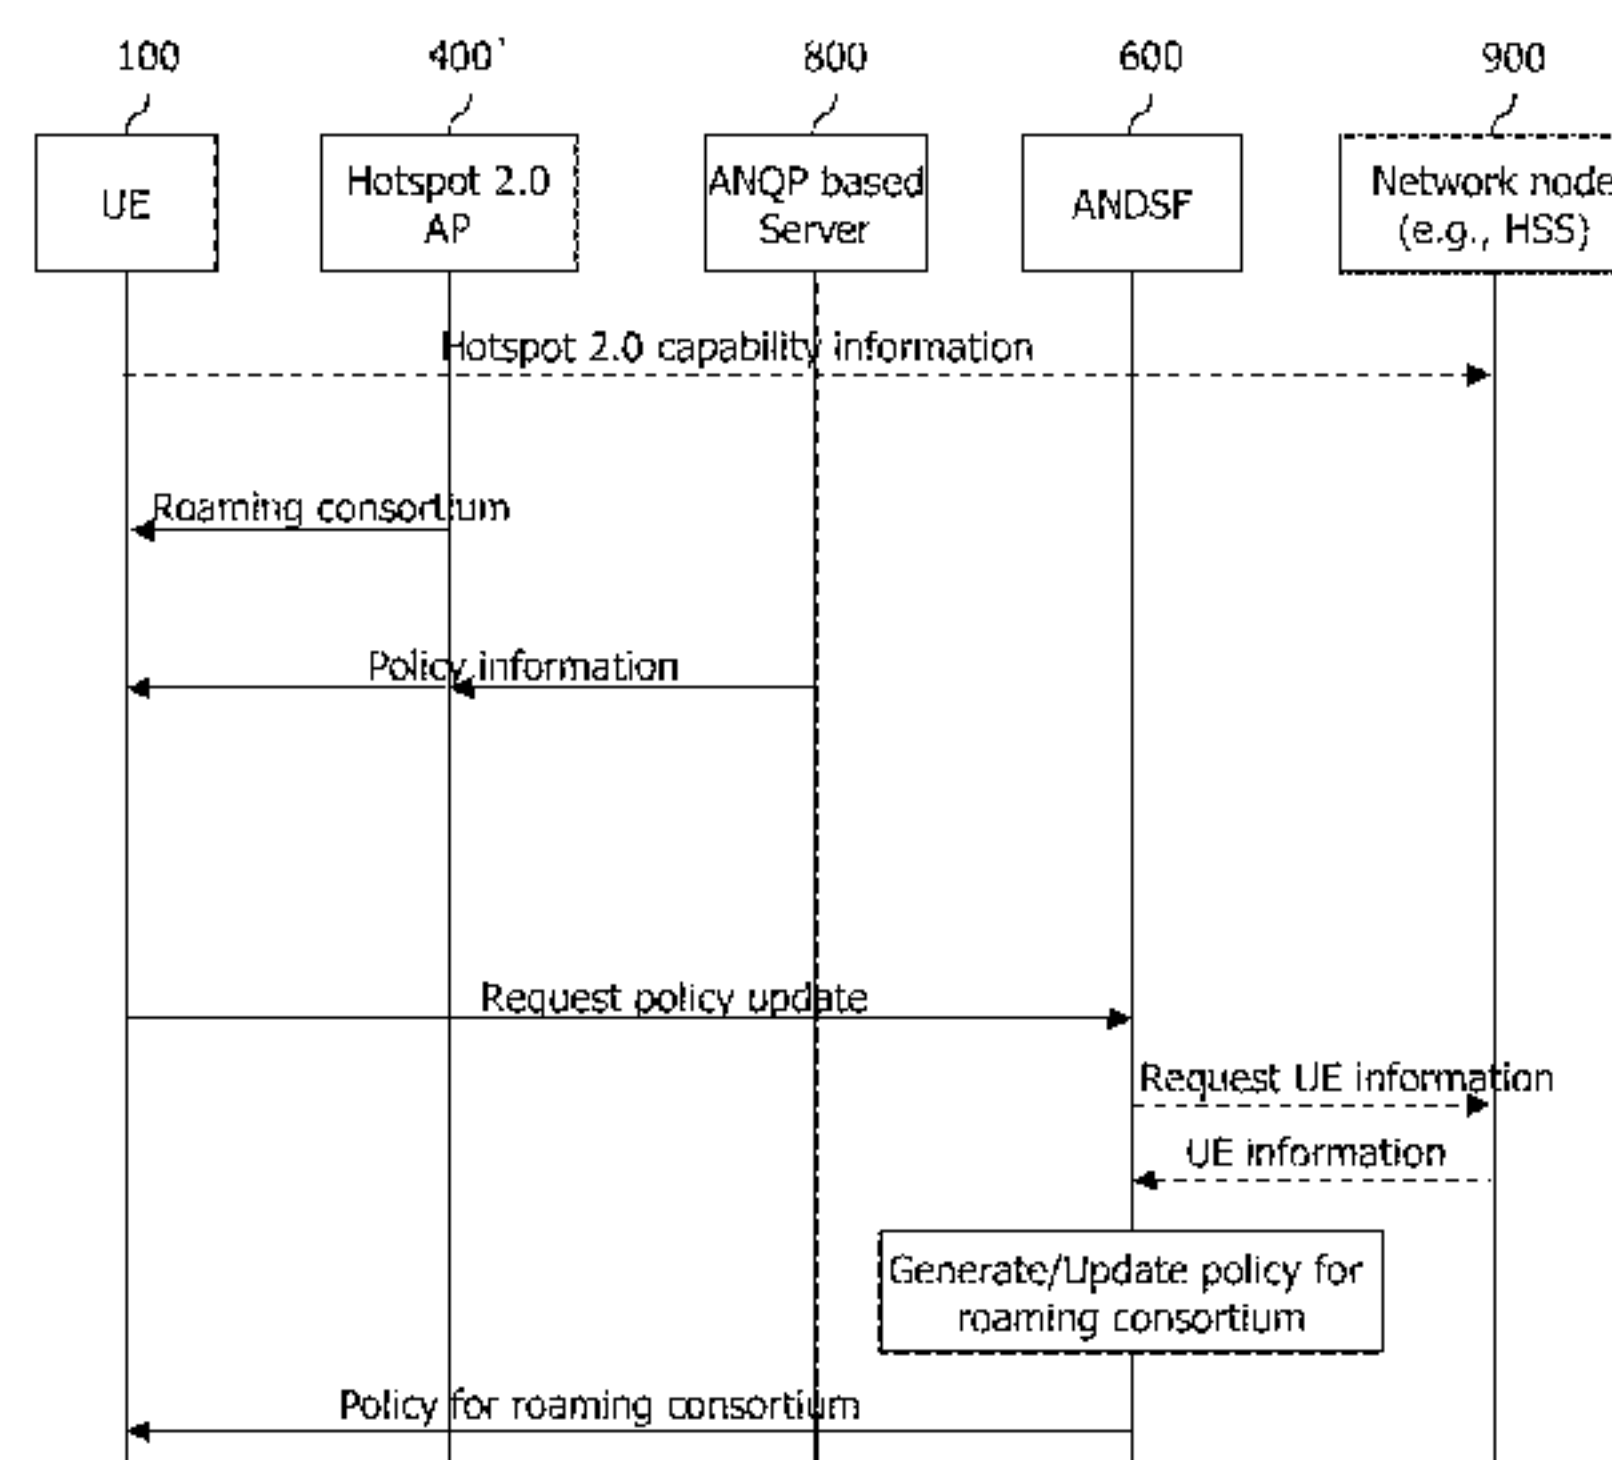 100 400' 800 600 900
UE
Hotspot 2.0
AP
ANQP based
Server
ANDSF
Network node
(e.g., HSS)
Hotspot 2.0 capability information
Roaming consortium
Policy information
Request policy update
Request UE information
UE information
Generate/Update policy for
roaming consortium
Policy for roaming consortium